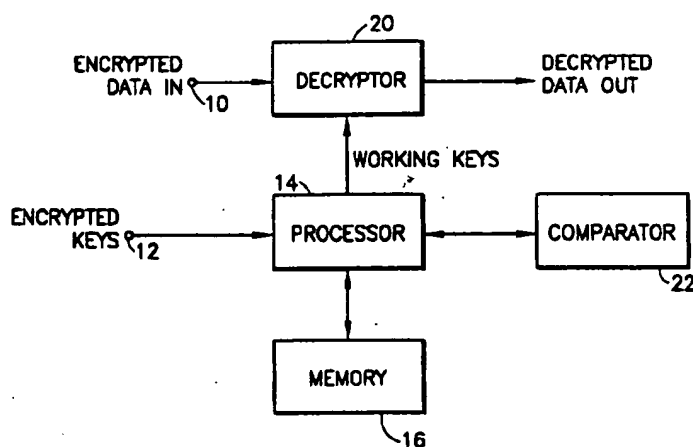 20
ENCRYPTED
DATA IN
10
DECRYPTOR
DECRYPTED
DATA OUT
WORKING KEYS
14
ENCRYPTED
KEYS
12
PROCESSOR
COMPARATOR
22
MEMORY
16